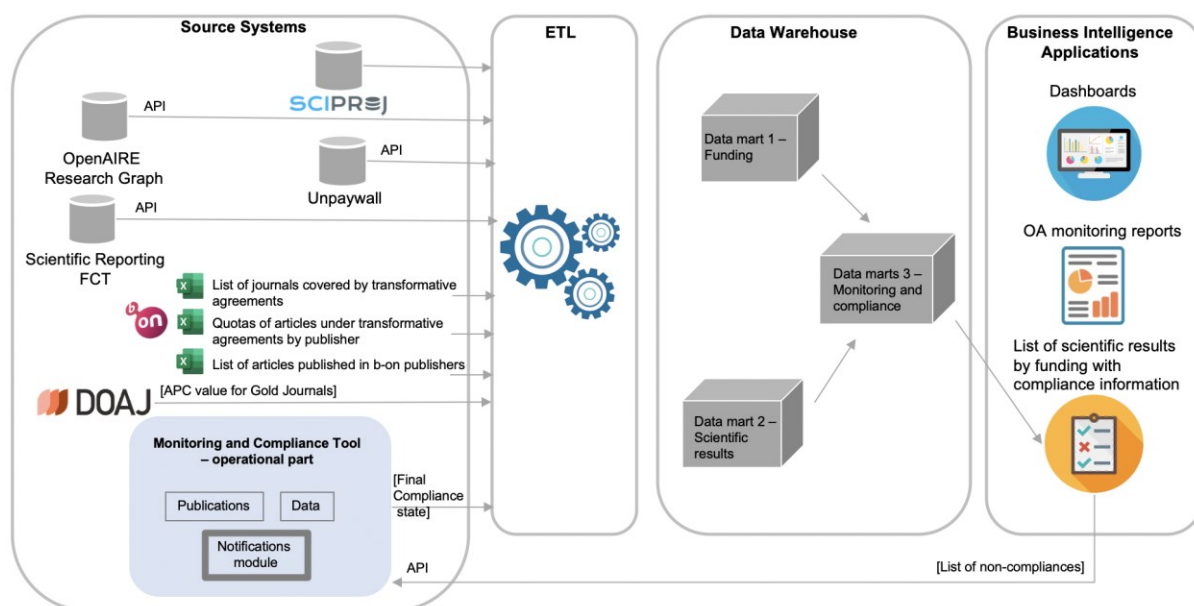 Source Systems
SCIPROJ
API
OpenAIRE
Research Graph
API
Unpaywall
API
Scientific Reporting
FCT
b
on
X
List of journals covered by transformative
agreements
X
Quotas of articles under transformative
agreements by publisher
X
List of articles published in b-on publishers
DOAJ
[APC value for Gold Journals]
Monitoring and Compliance Tool
– operational part
Publications
Data
Notifications
module
[Final
Compliance
state]
API
ETL
Data Warehouse
Data mart 1 –
Funding
Data marts 3 –
Monitoring and
compliance
Data mart 2 –
Scientific
results
Business Intelligence
Applications
Dashboards
OA monitoring reports
List of scientific results
by funding with
compliance information
[List of non-compliances]